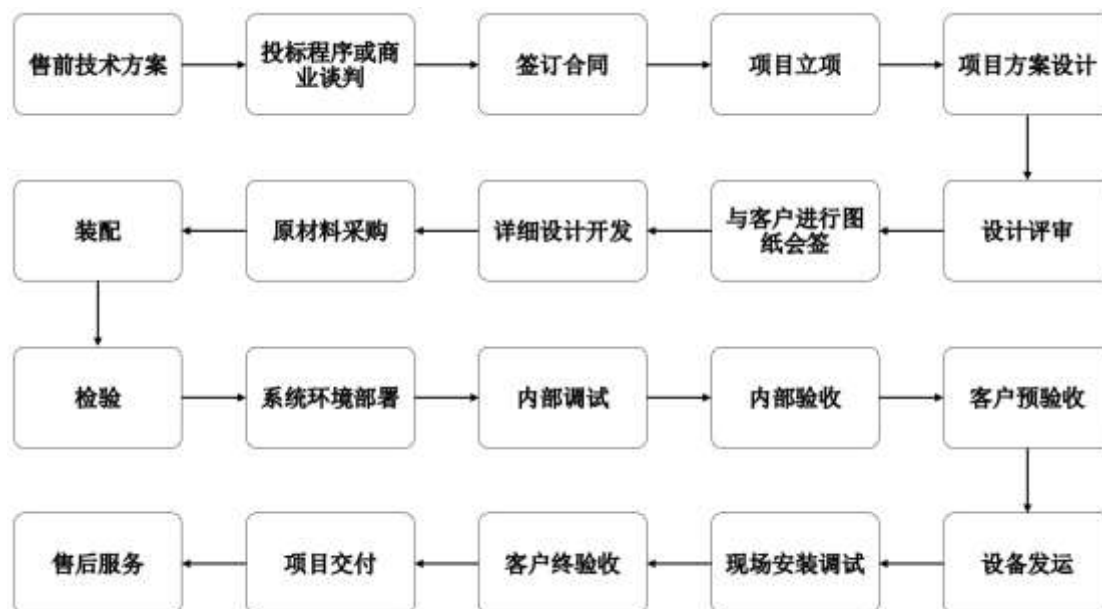 售前技术方案
投标程序或商
业谈判
签订合同
项目立项
项目方案设计
设计评审
与客户进行图
纸会签
详细设计开发
原材料采购
装配
检验
系统环境部署
内部调试
内部验收
客户预验收
设备发运
现场安装调试
客户终验收
项目交付
售后服务